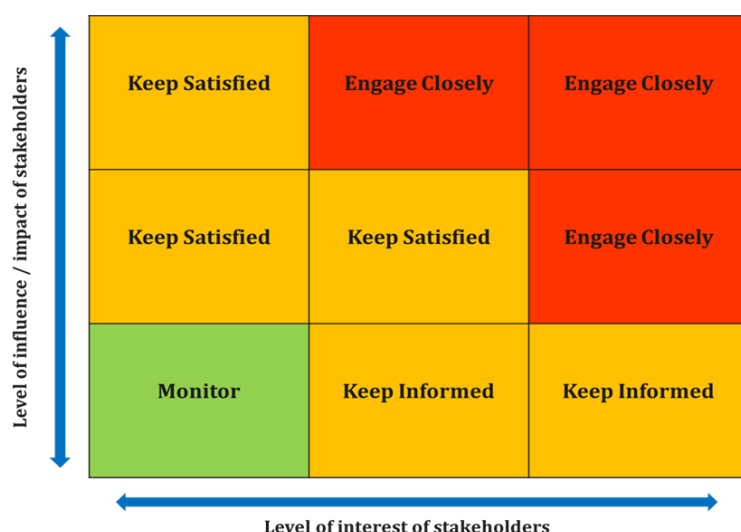 Level of influence / impact of stakeholders
Keep Satisfied
Engage Closely
Engage Closely
Keep Satisfied
Keep Satisfied
Engage Closely
Monitor
Keep Informed
Keep Informed
Level of interest of stakeholders